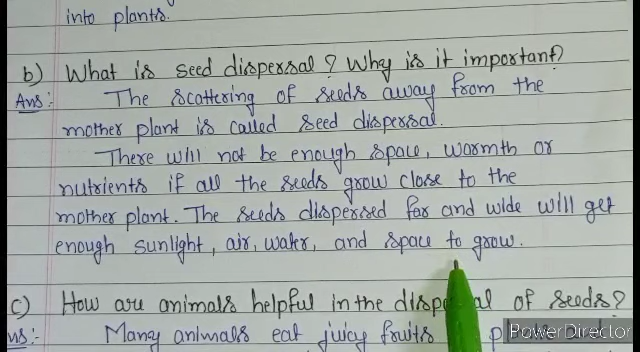 into plants.
b) What is seed dispersal? Why is it important?
Ans: The scattering of seeds away from the
mother plant is called seed dispersal.
There will not be enough space, warmth or
nutrients if all the seeds grow close to the
mother plant. The seeds dispersed far and wide will get
enough sunlight, air, water, and space to grow.
c) How are animals helpful in the dispersal of seeds?
Ans:- Many animals eat juicy fruits
PowerDirector